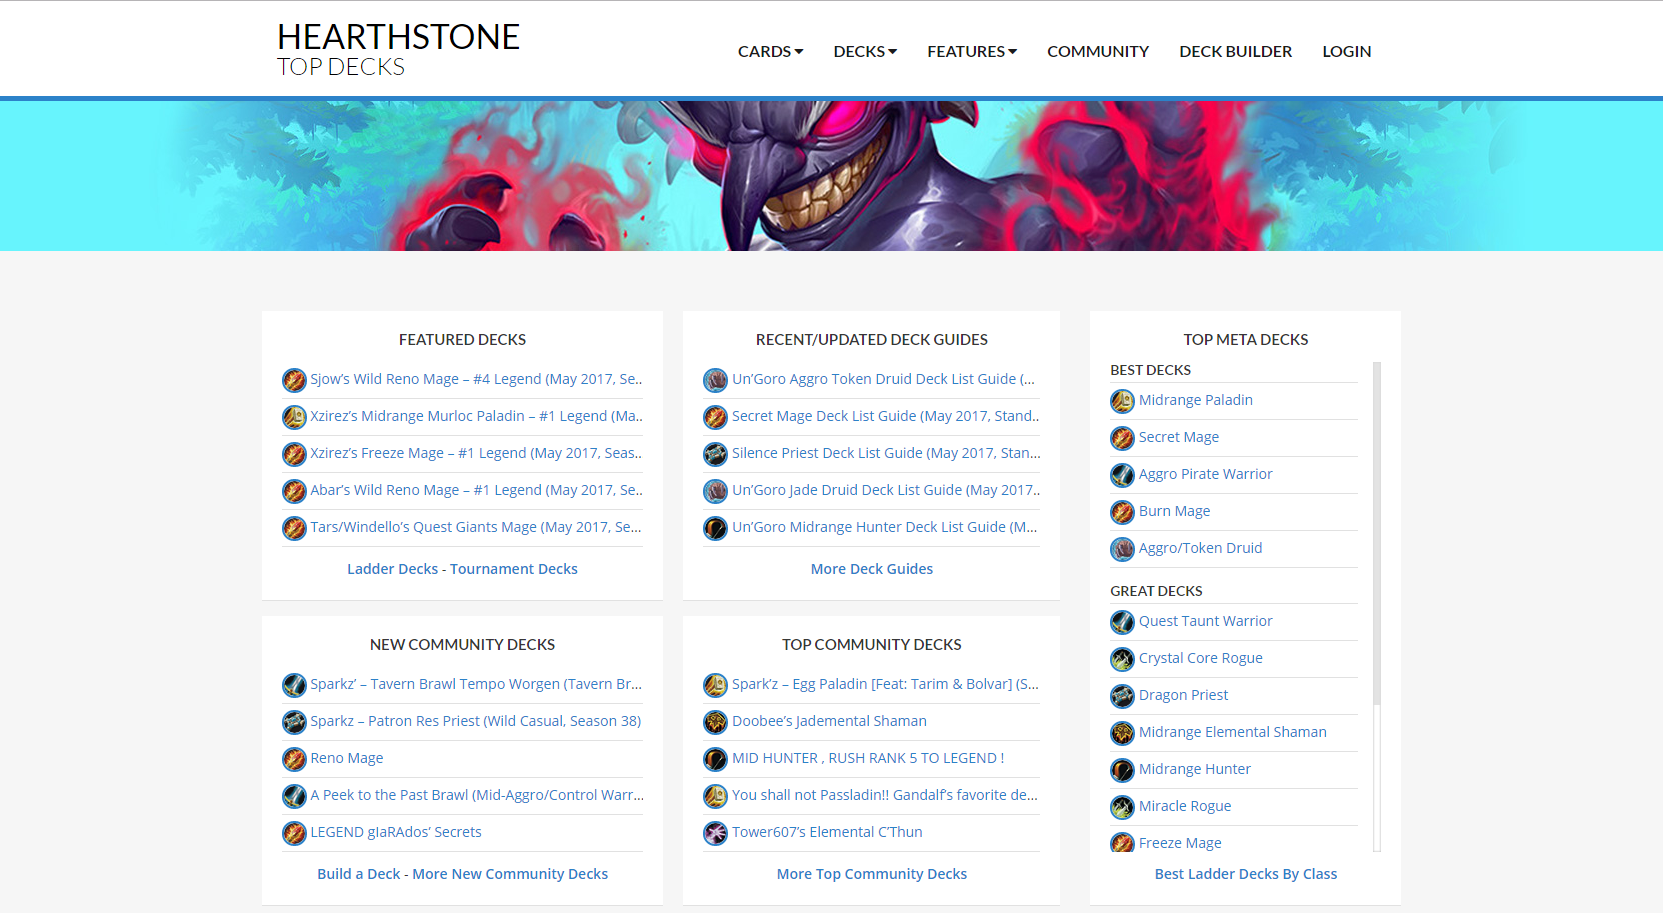 HEARTHSTONE
TOP DECKS
CARDS DECKS FEATURES COMMUNITY DECK BUILDER LOGIN
FEATURED DECKS
Sjow's Wild Reno Mage – #4 Legend (May 2017, Se..
Xzirez's Midrange Murloc Paladin – #1 Legend (Ma..
Xzirez's Freeze Mage – #1 Legend (May 2017, Seas..
Abar's Wild Reno Mage – #1 Legend (May 2017, Se..
Tars/Windello's Quest Giants Mage (May 2017, Se...
Ladder Decks - Tournament Decks
RECENT/UPDATED DECK GUIDES
Un'Goro Aggro Token Druid Deck List Guide (...
Secret Mage Deck List Guide (May 2017, Stand..
Silence Priest Deck List Guide (May 2017, Stan...
Un'Goro Jade Druid Deck List Guide (May 2017..
Un'Goro Midrange Hunter Deck List Guide (M...
More Deck Guides
TOP META DECKS
BEST DECKS
Midrange Paladin
Secret Mage
Aggro Pirate Warrior
Burn Mage
Aggro/Token Druid
GREAT DECKS
Quest Taunt Warrior
Crystal Core Rogue
Dragon Priest
Midrange Elemental Shaman
Midrange Hunter
Miracle Rogue
Freeze Mage
Best Ladder Decks By Class
NEW COMMUNITY DECKS
Sparkz' – Tavern Brawl Tempo Worgen (Tavern Br...
Sparkz – Patron Res Priest (Wild Casual, Season 38)
Reno Mage
A Peek to the Past Brawl (Mid-Aggro/Control Warr...
LEGEND gIaRAdos' Secrets
Build a Deck - More New Community Decks
TOP COMMUNITY DECKS
Spark'z – Egg Paladin [Feat: Tarim & Bolvar] (S...
Doobee's Jademental Shaman
MID HUNTER , RUSH RANK 5 TO LEGEND !
You shall not Passladin!! Gandalf's favorite de...
Tower607's Elemental C'Thun
More Top Community Decks